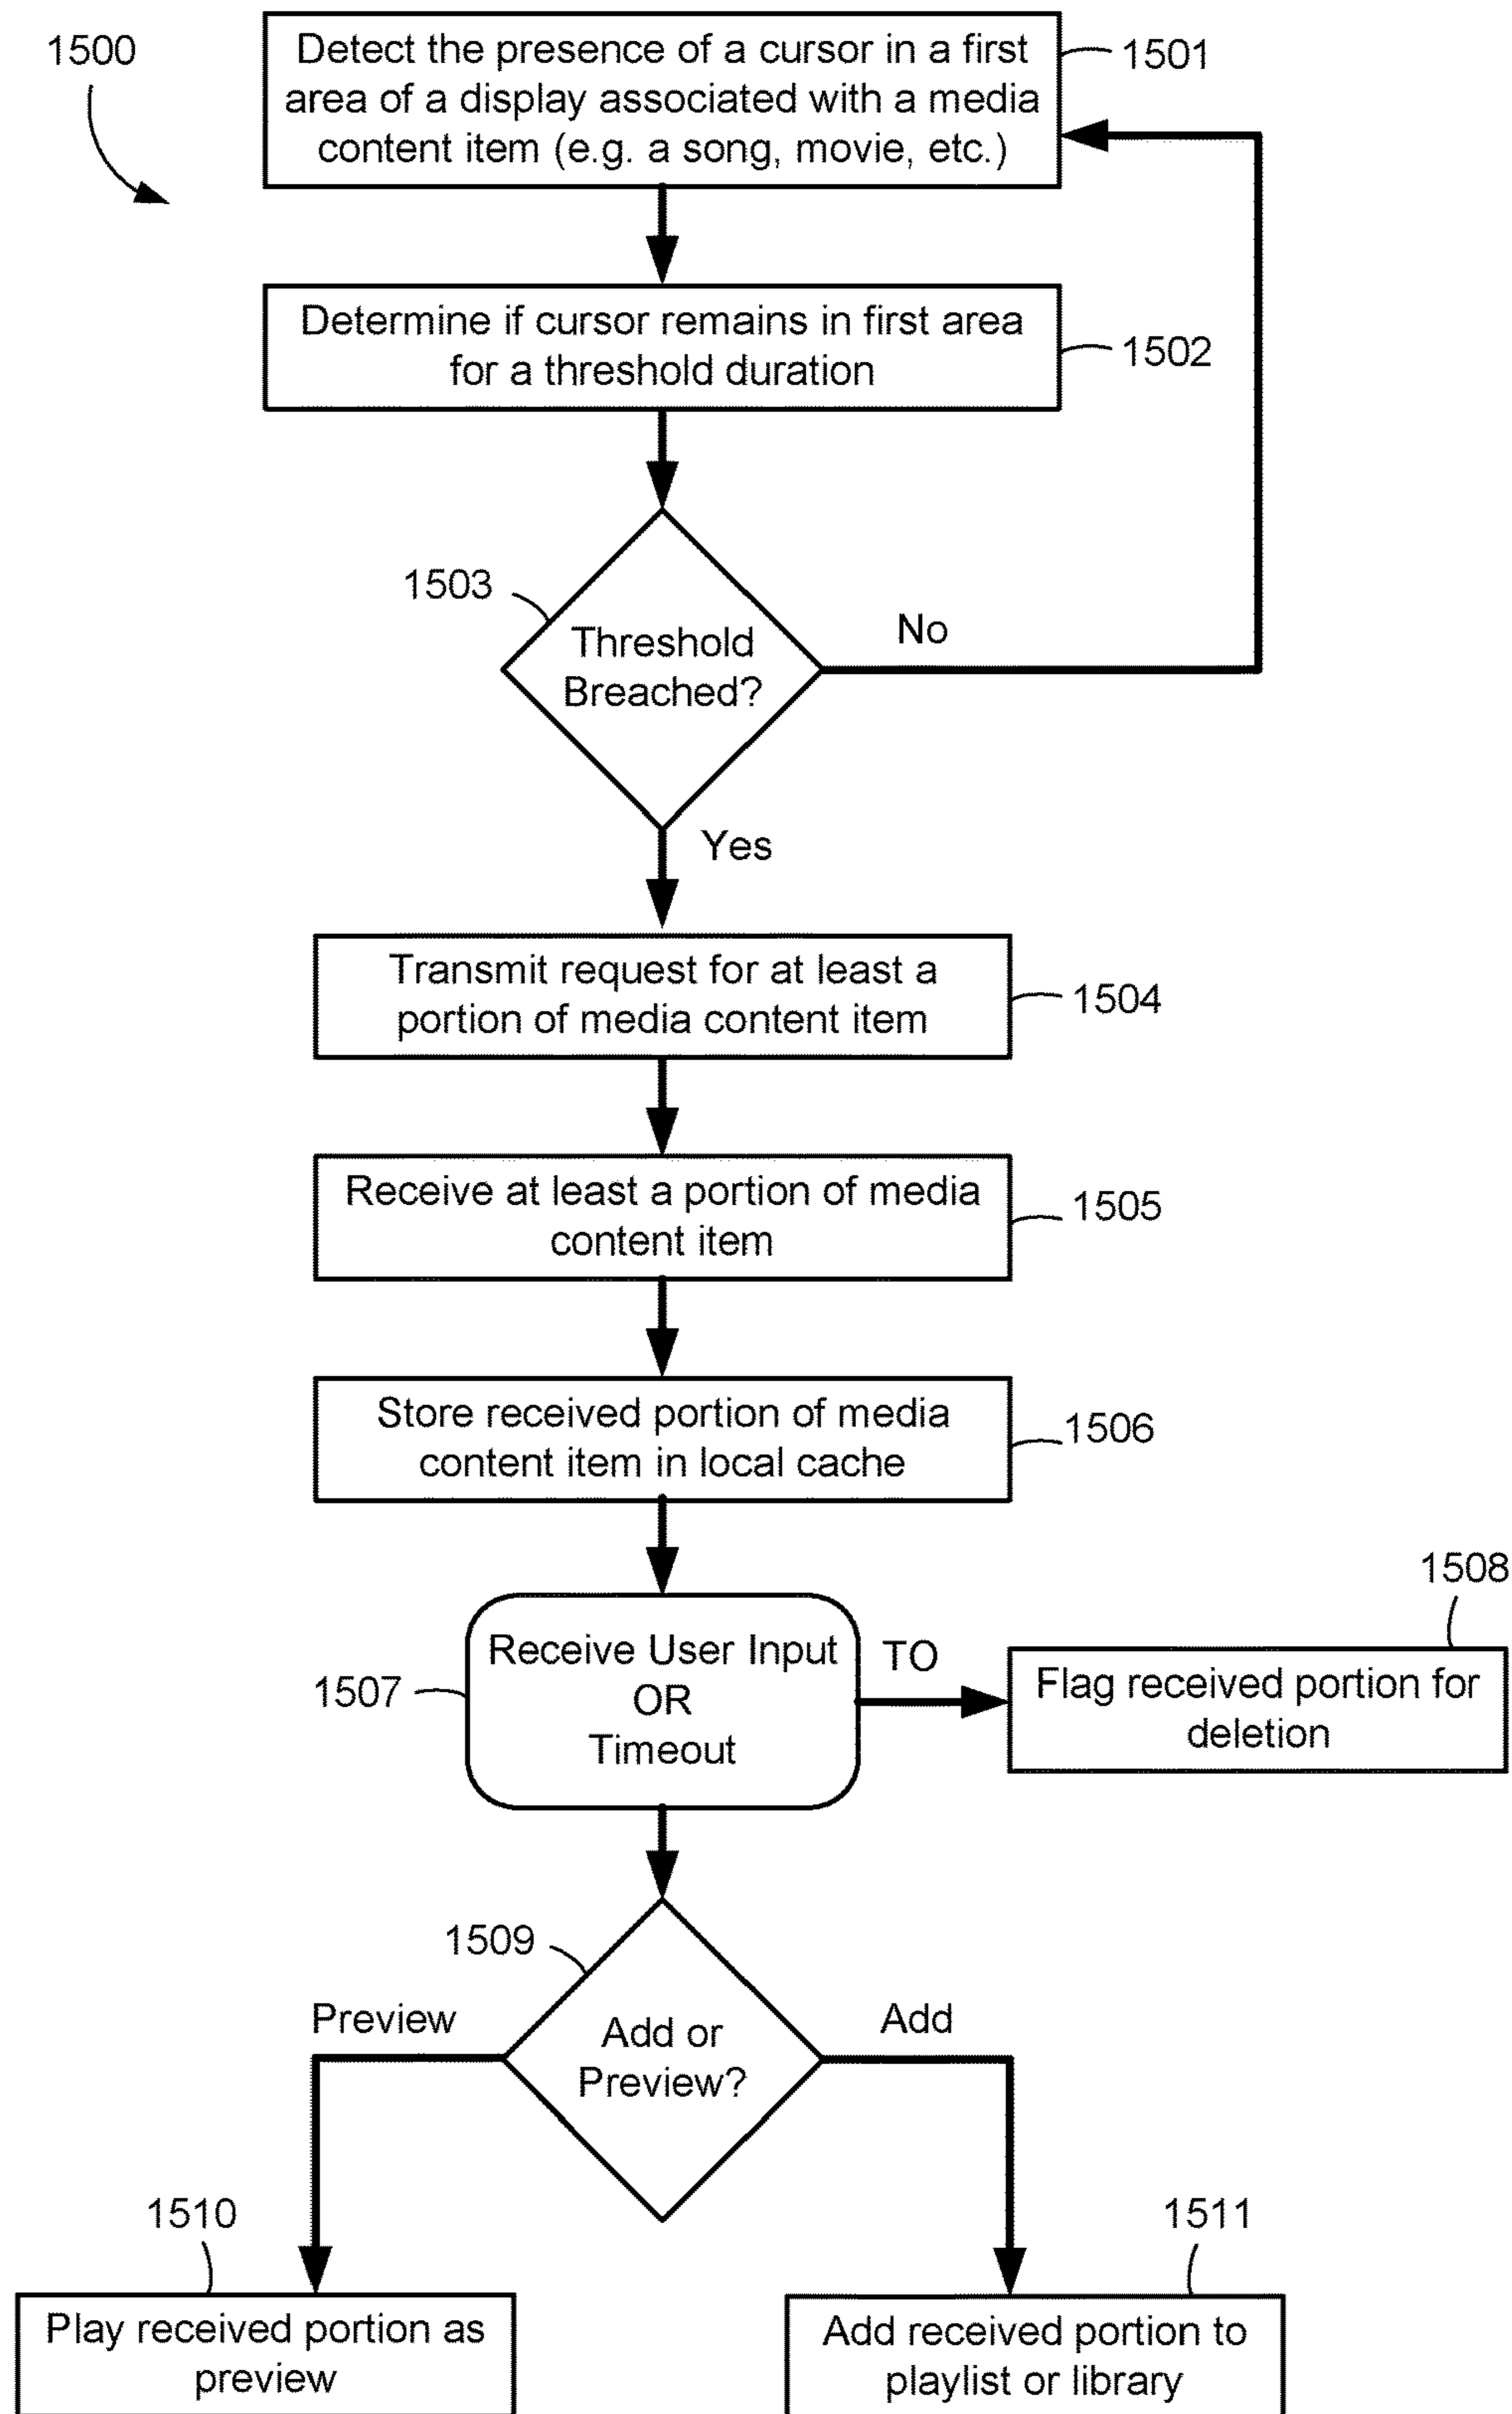 1500
Detect the presence of a cursor in a first
area of a display associated with a media
content item (e.g. a song, movie, etc.)
1501
Determine if cursor remains in first area
for a threshold duration
1502
1503
Threshold
Breached?
No
Yes
Transmit request for at least a
portion of media content item
1504
Receive at least a portion of media
content item
1505
Store received portion of media
content item in local cache
1506
1507
Receive User Input
OR
Timeout
TO
1508
Flag received portion for
deletion
1509
Add or
Preview?
Preview
Add
1510
Play received portion as
preview
1511
Add received portion to
playlist or library